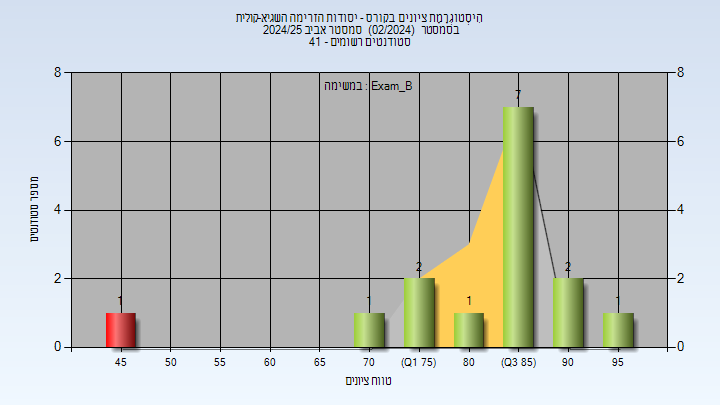 היסטוגרמת ציונים בקורס - יסודות הזרימה השגיא-קולית
בסמסטר (02/2024) סמסטר אביב 2024/25
סטודנטים רשומים - 41
במשימה : Exam_B
8 8
6 6
4 4
2 2
0 0
מספר סטודנטים
1 1 2 1 7 2 1
45 50 55 60 65 70 (Q1 75) 80 (Q3 85) 90 95
טווח ציונים